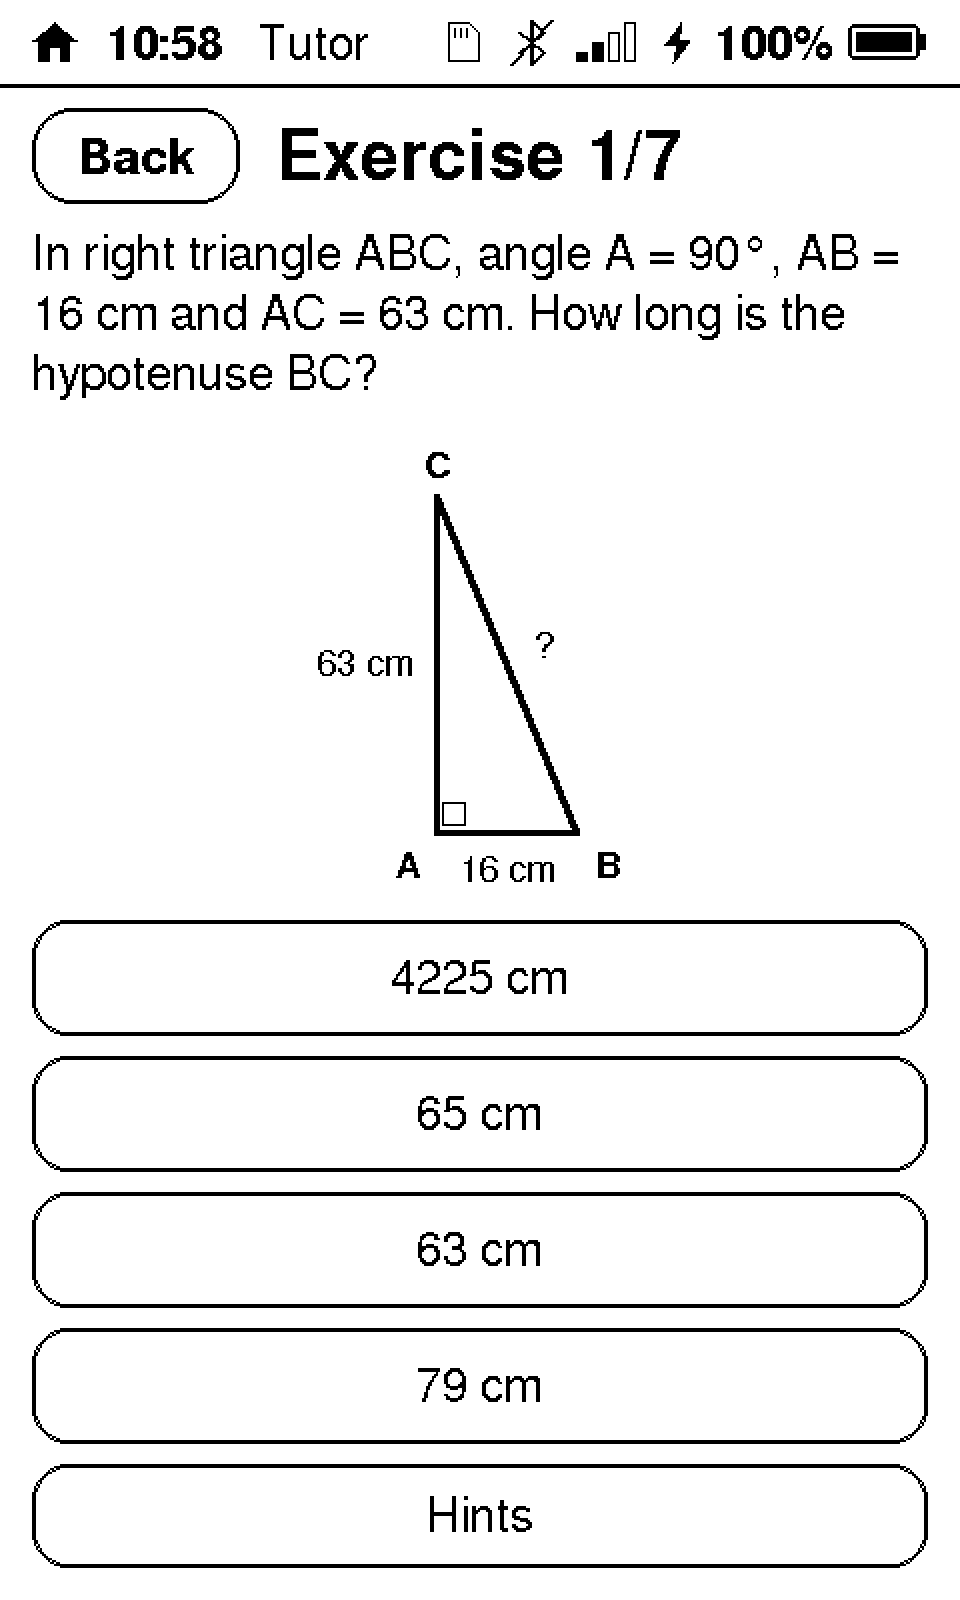 10:58 Tutor 100%
Back Exercise 1/7
In right triangle ABC, angle A = 90°, AB =
16 cm and AC = 63 cm. How long is the
hypotenuse BC?
C
?
63 cm
A 16 cm B
4225 cm
65 cm
63 cm
79 cm
Hints